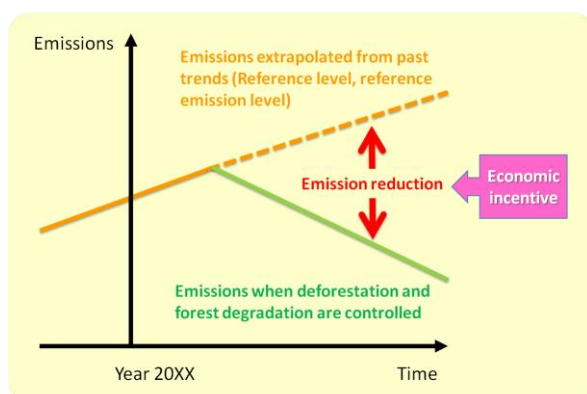 Emissions
Emissions extrapolated from past
trends (Reference level, reference
emission level)
Emission reduction
Economic
incentive
Emissions when deforestation and
forest degradation are controlled
Year 20XX
Time